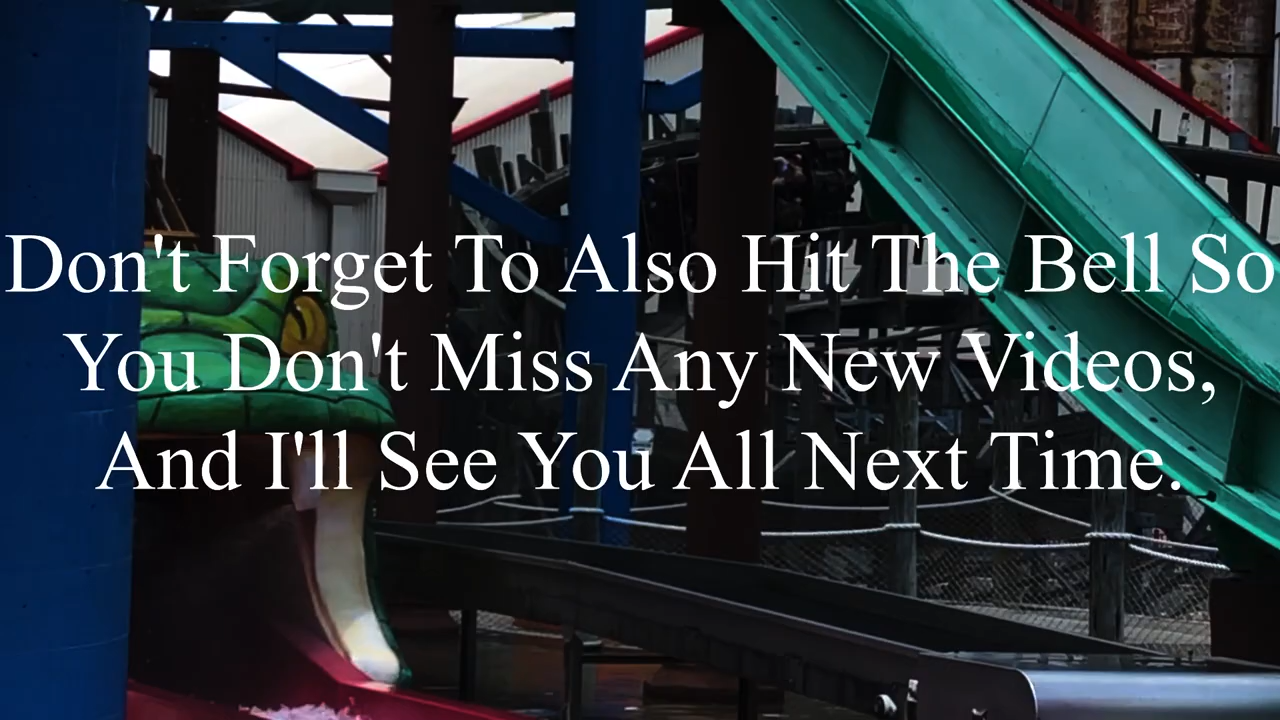 Don't Forget To Also Hit The Bell So
You Don't Miss Any New Videos,
And I'll See You All Next Time.